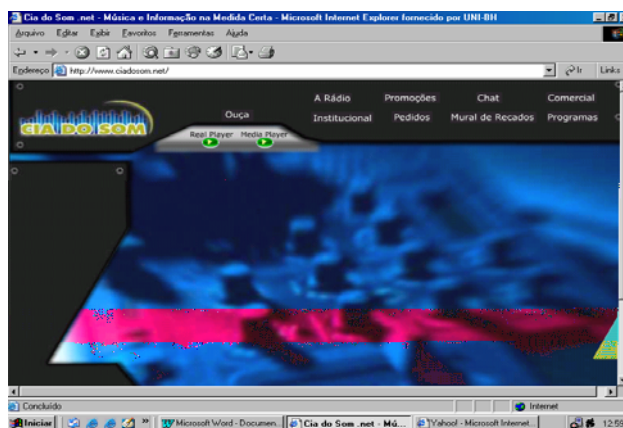 Cia do Som .net - Música e Informação na Medida Certa - Microsoft Internet Explorer fornecido por UNI-BH
Arquivo Editar Exibir Favoritos Ferramentas Ajuda
Endereço http://www.ciadosom.net/ Ir Links
A Rádio Promoções Chat Comercial
Ouça
Institucional Pedidos Mural de Recados Programas
CIA DO SOM
Real Player Media Player
Concluído Internet
Iniciar » Microsoft Word - Documen... Cia do Som .net - Mú... Yahoo! - Microsoft Internet... 12:59